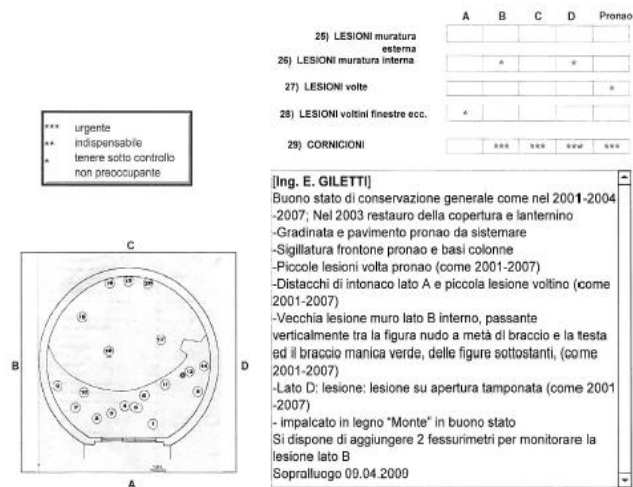 A B C D Pronao
25) LESIONI muratura
esterna
26) LESIONI muratura interna * *
27) LESIONI volte *
28) LESIONI voltini finestre ecc. *
29) CORNICIONI *** *** *** ***
*** urgente
** indispensabile
* tenere sotto controllo
non preoccupante
[Ing. E. GILETTI]
Buono stato di conservazione generale come nel 2001-2004
-2007; Nel 2003 restauro della copertura e lanternino
-Gradinata e pavimento pronao da sistemare
-Sigillatura frontone pronao e basi colonne
-Piccole lesioni volta pronao (come 2001-2007)
-Distacchi di intonaco lato A e piccola lesione voltino (come
2001-2007)
-Vecchia lesione muro lato B interno, passante
verticalmente tra la figura nudo a metà di braccio e la testa
ed il braccio manica verde, delle figure sottostanti, (come
2001-2007)
-Lato D: lesione: lesione su apertura tamponata (come 2001
-2007)
- impalcato in legno "Monte" in buono stato
Si dispone di aggiungere 2 fessurimetri per monitorare la
lesione lato B
Sopralluogo 09.04.2009
C
B
D
A